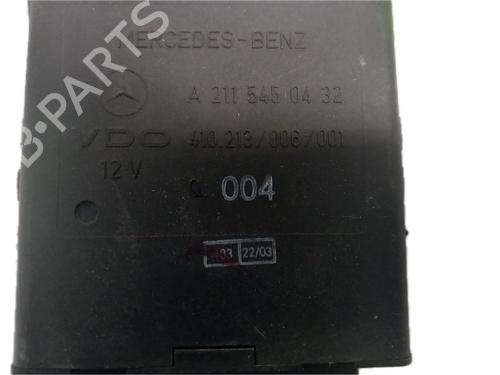 B-PARTS
MERCEDES-BENZ
A 211 545 04 32
VDO 410.213/006/001
12 V Q 004
22/03